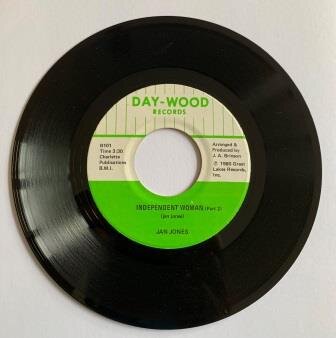 DAY-WOOD
RECORDS
B101
Time 3:30
Charlette
Publications
B.M.I.
Arranged &
Produced by
J. A. Brinson
℗ 1980 Great
Lakes Records,
Inc.
INDEPENDENT WOMAN (Part 2)
(Jan Jones)
JAN JONES